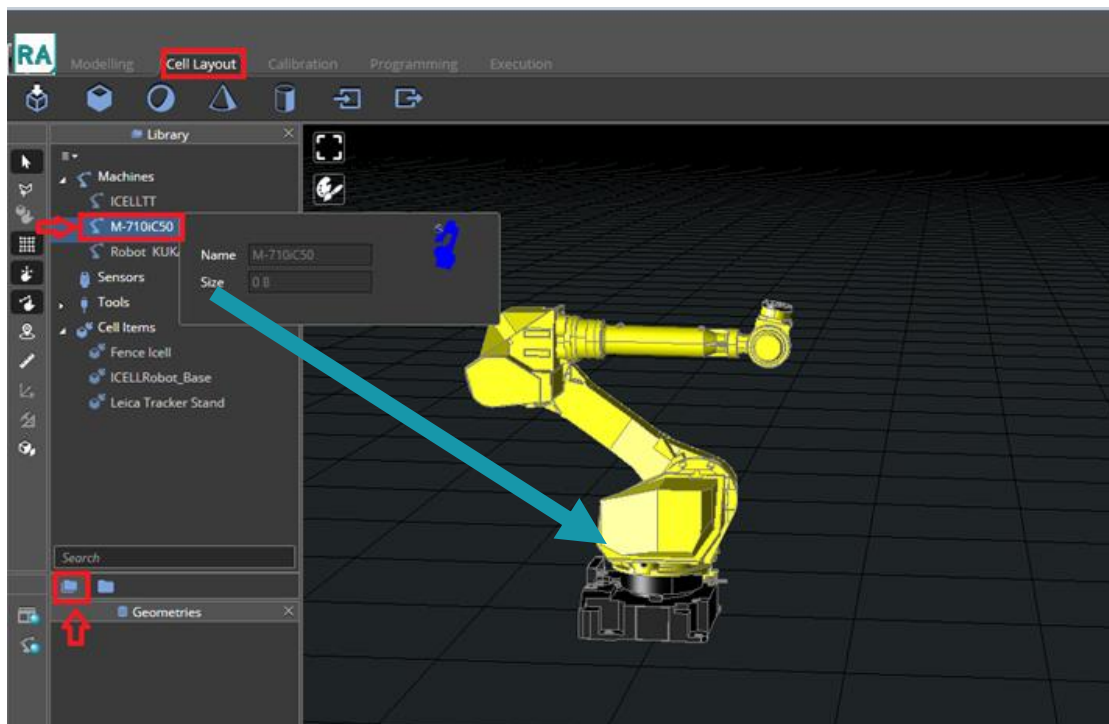 RA
Modelling Cell Layout Calibration Programming Execution
Library
Machines
ICELLTT
M-710iC50
Robot KUK
Name M-710iC50
Size 0 B
Sensors
Tools
Cell Items
Fence Icell
ICELLRobot_Base
Leica Tracker Stand
Search
Geometries